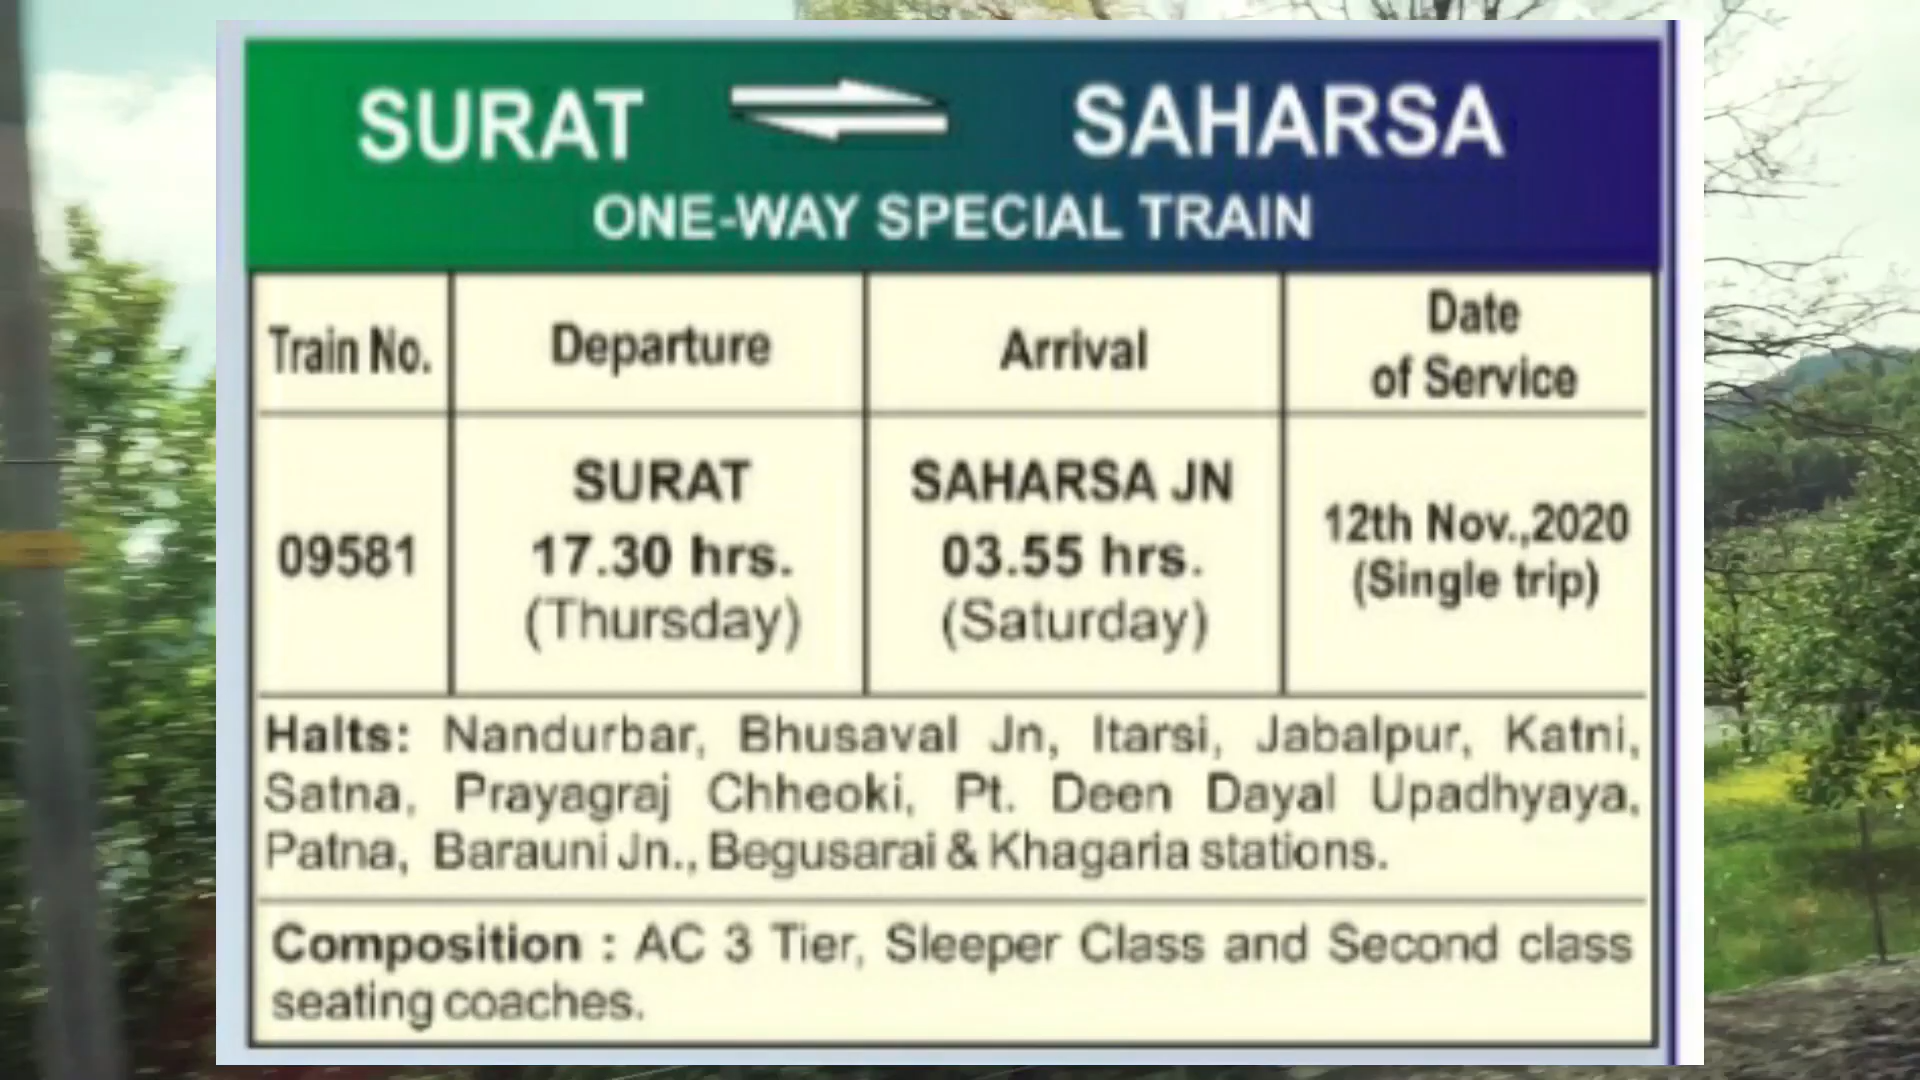 SURAT SAHARSA
ONE-WAY SPECIAL TRAIN
Train No. Departure Arrival Date of Service
09581 SURAT 17.30 hrs. (Thursday) SAHARSA JN 03.55 hrs. (Saturday) 12th Nov.,2020 (Single trip)
Halts: Nandurbar, Bhusaval Jn, Itarsi, Jabalpur, Katni,
Satna, Prayagraj Chheoki, Pt. Deen Dayal Upadhyaya,
Patna, Barauni Jn., Begusarai & Khagaria stations.
Composition : AC 3 Tier, Sleeper Class and Second class
seating coaches.